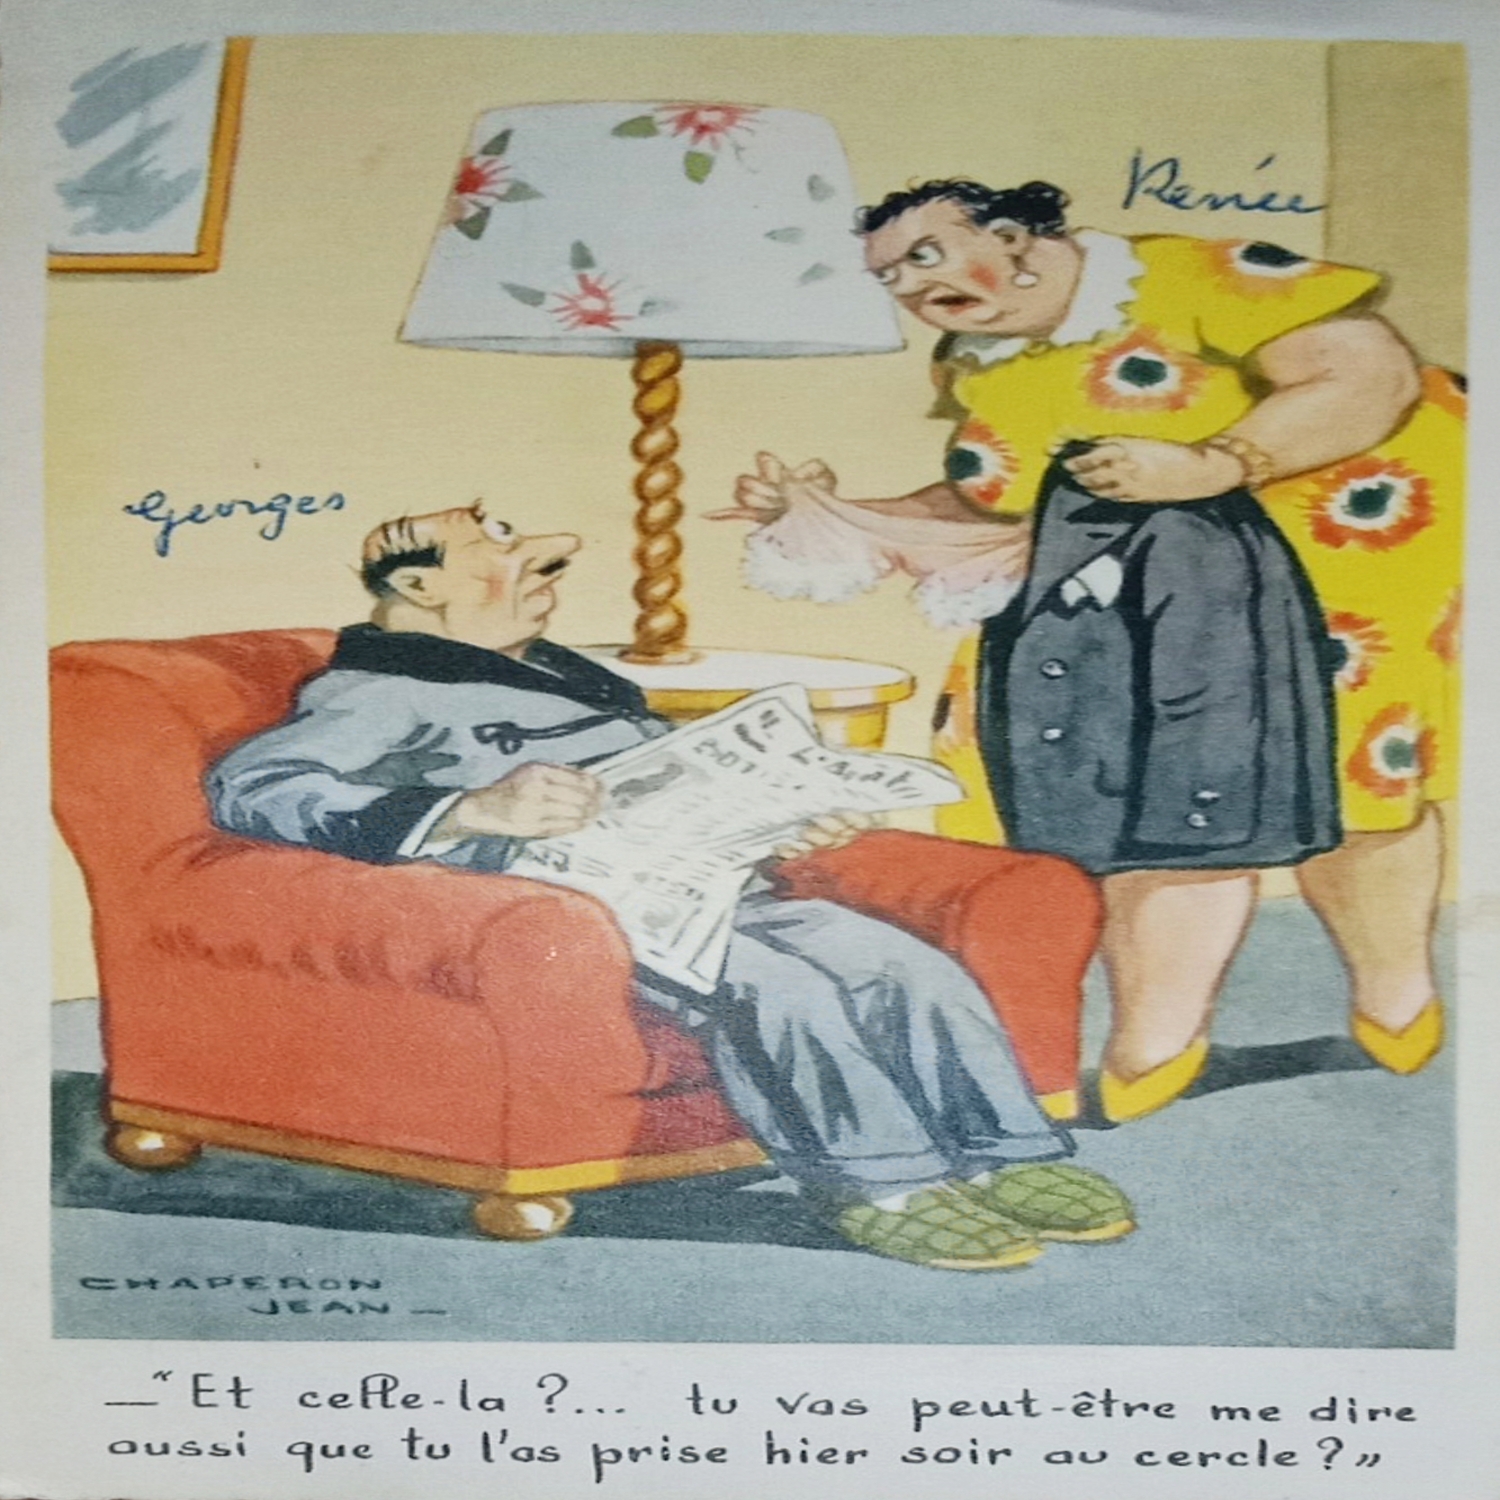 Renée
Georges
CHAPERON
JEAN -
—“Et celle-la ?... tu vas peut-être me dire
aussi que tu l'as prise hier soir au cercle ?”